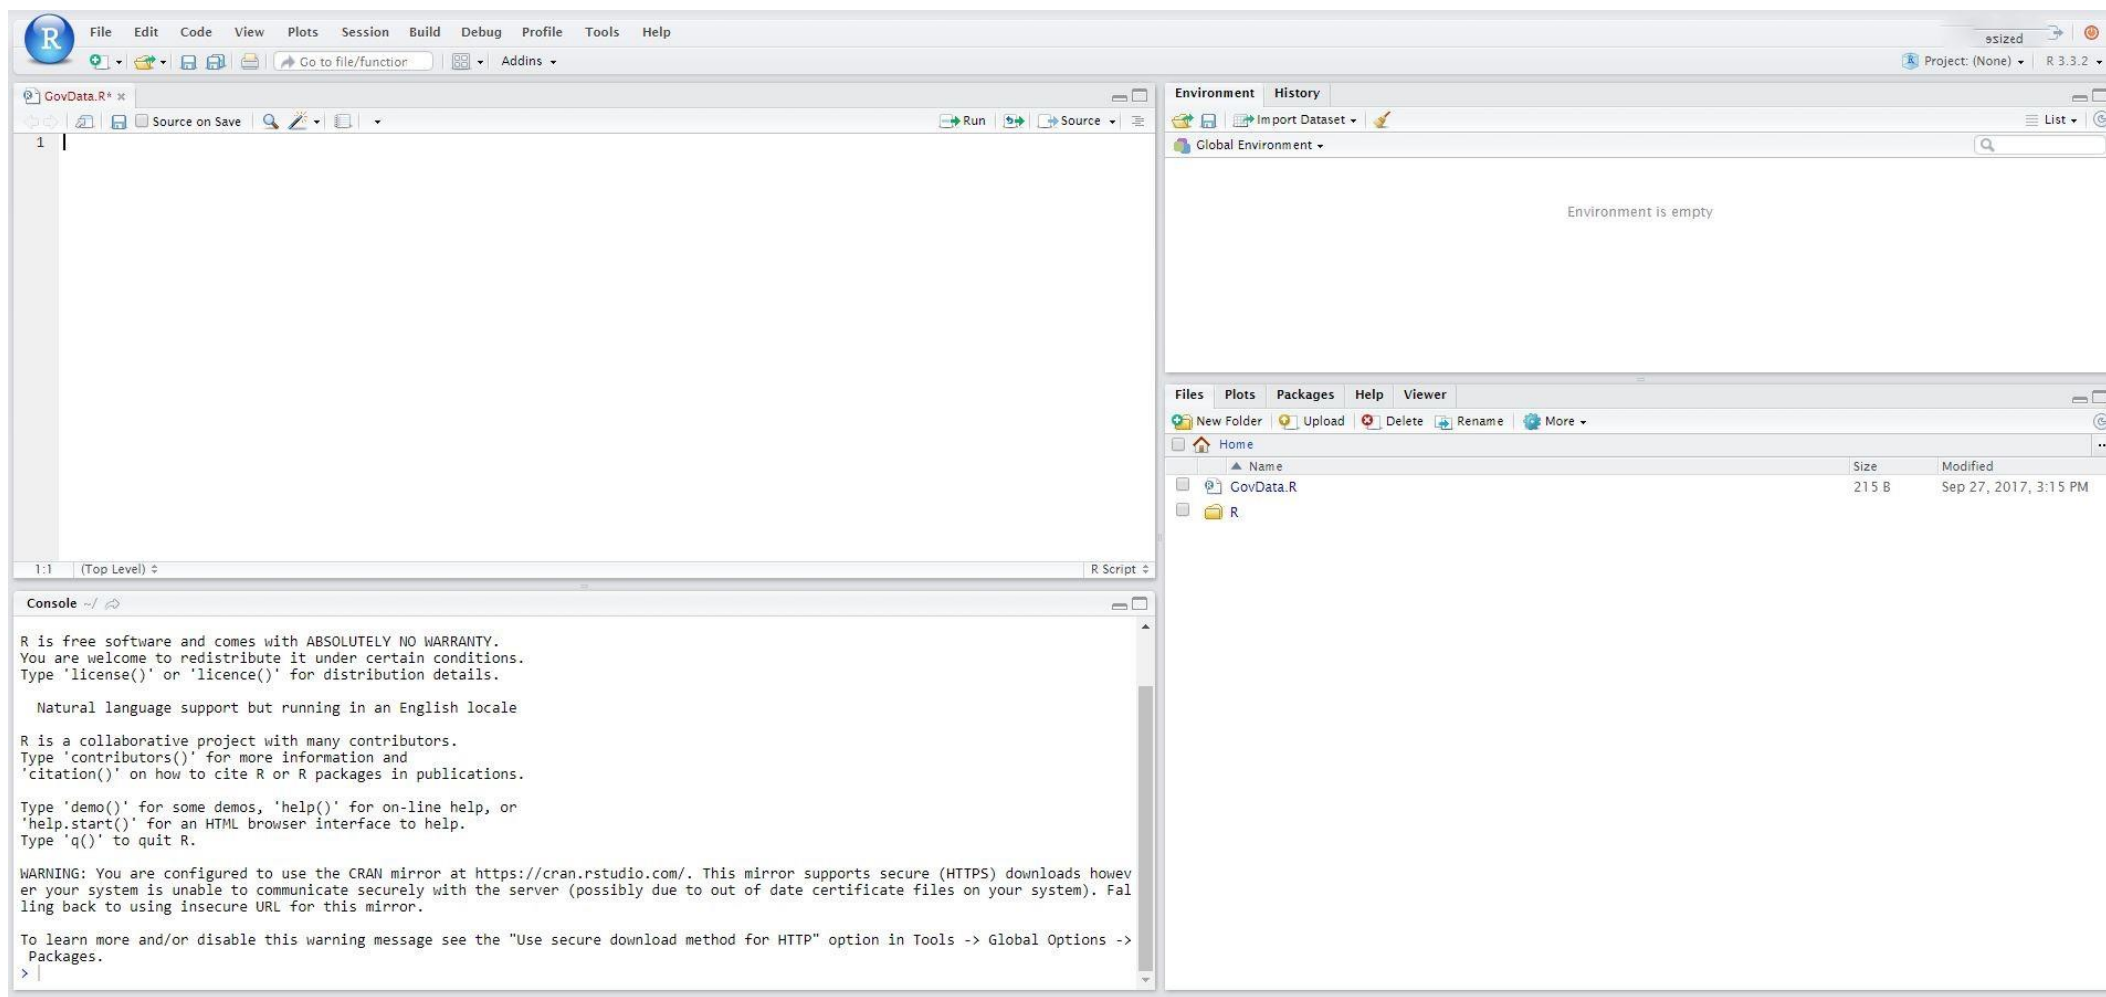 R File Edit Code View Plots Session Build Debug Profile Tools Help
Go to file/function Addins
Project: (None) R 3.3.2
GovData.R*
Source on Save Run Source
1
1:1 (Top Level) R Script
Console ~/
R is free software and comes with ABSOLUTELY NO WARRANTY.
You are welcome to redistribute it under certain conditions.
Type 'license()' or 'licence()' for distribution details.
Natural language support but running in an English locale
R is a collaborative project with many contributors.
Type 'contributors()' for more information and
'citation()' on how to cite R or R packages in publications.
Type 'demo()' for some demos, 'help()' for on-line help, or
'help.start()' for an HTML browser interface to help.
Type 'q()' to quit R.
WARNING: You are configured to use the CRAN mirror at https://cran.rstudio.com/. This mirror supports secure (HTTPS) downloads howev
er your system is unable to communicate securely with the server (possibly due to out of date certificate files on your system). Fal
ling back to using insecure URL for this mirror.
To learn more and/or disable this warning message see the "Use secure download method for HTTP" option in Tools -> Global Options ->
Packages.
>
Environment History
Import Dataset List
Global Environment
Environment is empty
Files Plots Packages Help Viewer
New Folder Upload Delete Rename More
Home
Name Size Modified
GovData.R 215 B Sep 27, 2017, 3:15 PM
R